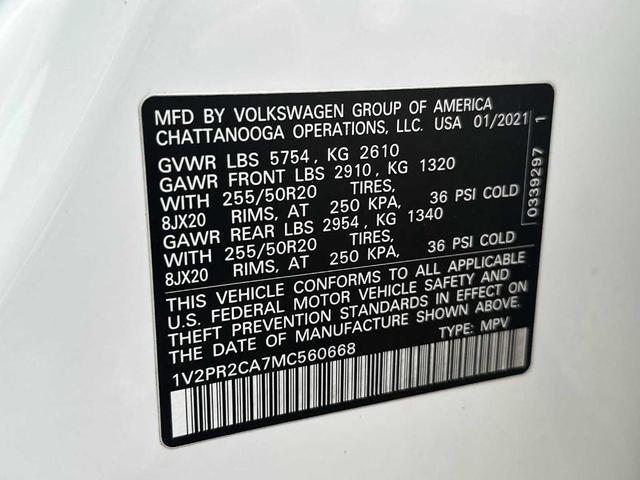 MFD BY VOLKSWAGEN GROUP OF AMERICA
CHATTANOOGA OPERATIONS, LLC. USA 01/2021
GVWR LBS 5754 , KG 2610
GAWR FRONT LBS 2910 , KG 1320
WITH 255/50R20 TIRES,
8JX20 RIMS, AT 250 KPA, 36 PSI COLD
GAWR REAR LBS 2954 , KG 1340
WITH 255/50R20 TIRES,
8JX20 RIMS, AT 250 KPA, 36 PSI COLD
THIS VEHICLE CONFORMS TO ALL APPLICABLE
U.S. FEDERAL MOTOR VEHICLE SAFETY AND
THEFT PREVENTION STANDARDS IN EFFECT ON
THE DATE OF MANUFACTURE SHOWN ABOVE.
TYPE: MPV
1V2PR2CA7MC560668
0339297 1